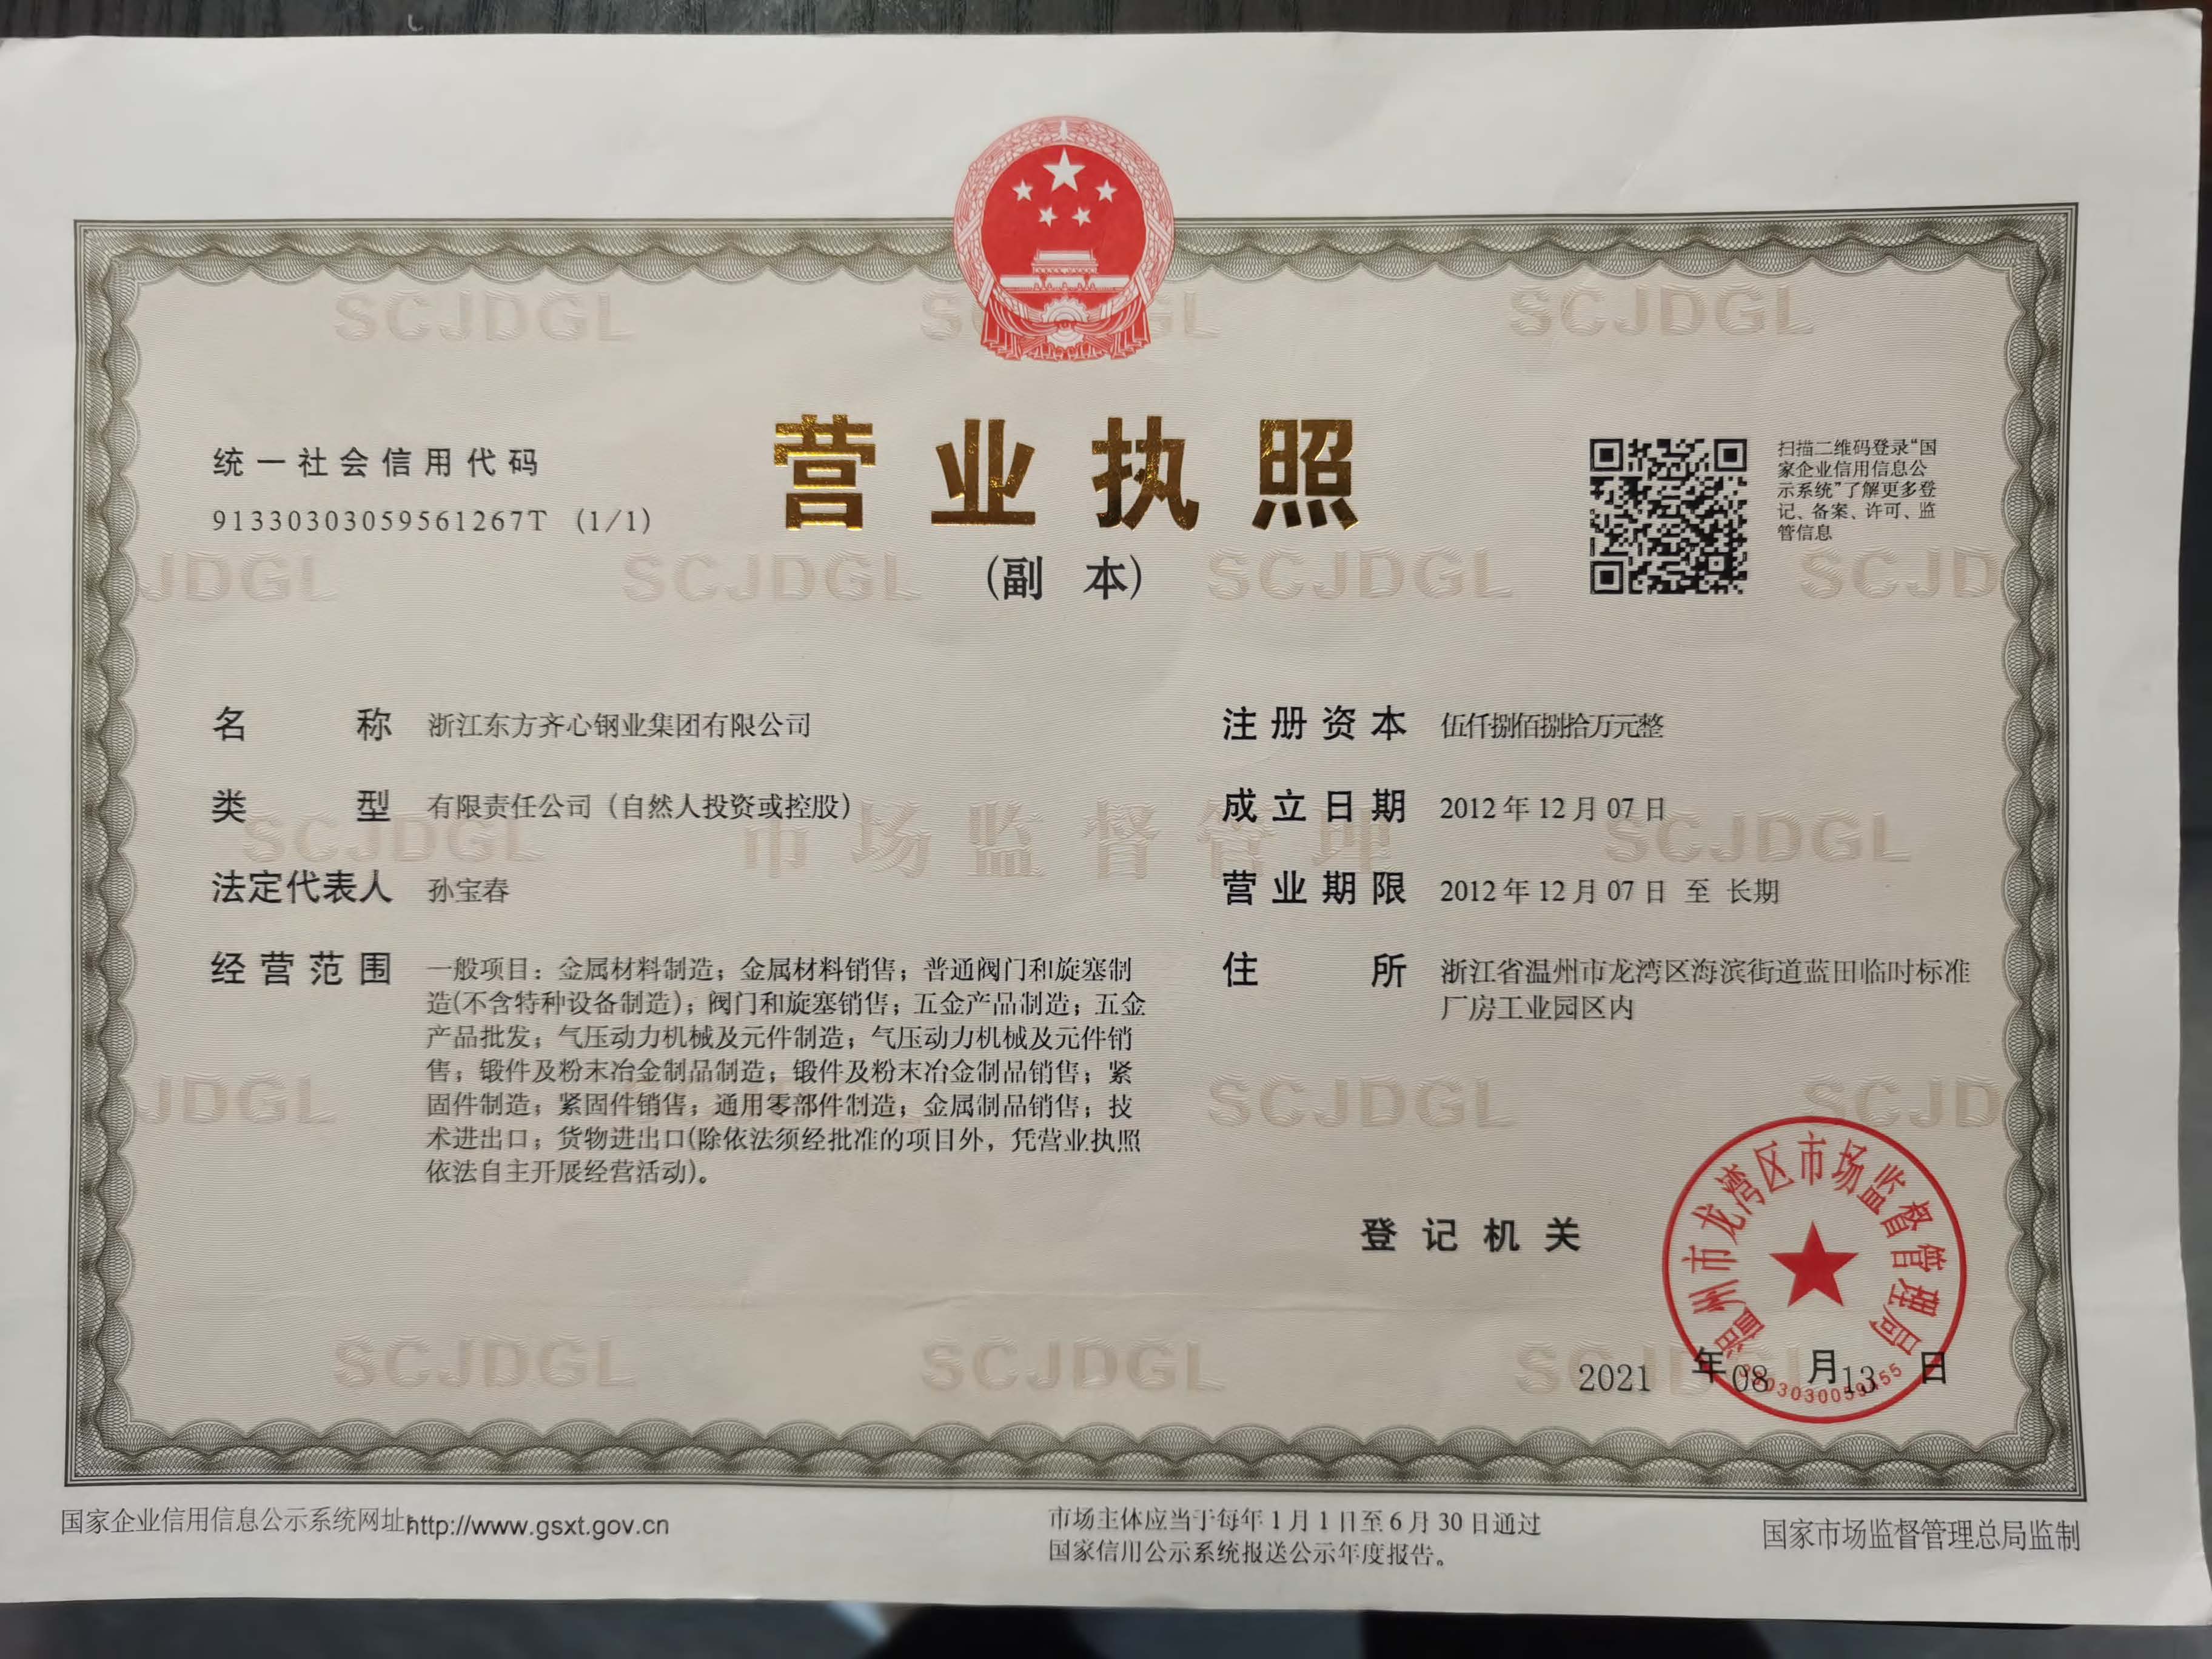 营业执照
(副 本)
统一社会信用代码
91330303059561267T (1/1)
扫描二维码登录“国
家企业信用信息公
示系统”了解更多登
记、备案、许可、监
管信息
名 称 浙江东方齐心钢业集团有限公司
类 型 有限责任公司（自然人投资或控股）
法定代表人 孙宝春
经营范围 一般项目：金属材料制造；金属材料销售；普通阀门和旋塞制
造(不含特种设备制造)；阀门和旋塞销售；五金产品制造；五金
产品批发；气压动力机械及元件制造；气压动力机械及元件销
售；锻件及粉末冶金制品制造；锻件及粉末冶金制品销售；紧
固件制造；紧固件销售；通用零部件制造；金属制品销售；技
术进出口；货物进出口(除依法须经批准的项目外，凭营业执照
依法自主开展经营活动)。
注册资本 伍仟捌佰捌拾万元整
成立日期 2012年12月07日
营业期限 2012年12月07日 至 长期
住 所 浙江省温州市龙湾区海滨街道蓝田临时标准
厂房工业园区内
登记机关
温州市龙湾区市场监督管理局
2021 年08 月13 日
国家企业信用信息公示系统网址http://www.gsxt.gov.cn
市场主体应当于每年1月1日至6月30日通过
国家信用公示系统报送公示年度报告。
国家市场监督管理总局监制
SCJDGL
市场监督管理